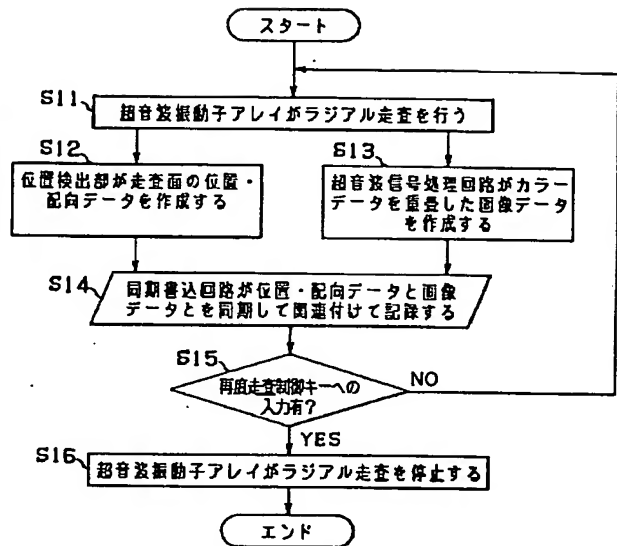 スタート
S11
超音波振動子アレイがラジアル走査を行う
S12
位置検出部が走査面の位置・
配向データを作成する
S13
超音波信号処理回路がカラー
データを重畳した画像データ
を作成する
S14
同期書込回路が位置・配向データと画像
データとを同期して関連付けて記録する
S15
再度走査制御キーへの
入力有?
NO
YES
S16
超音波振動子アレイがラジアル走査を停止する
エンド